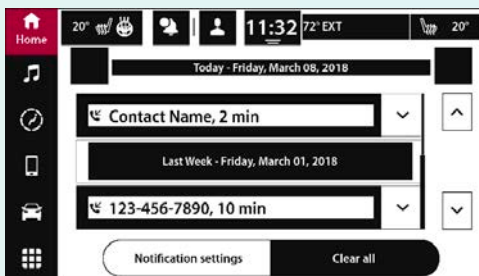 20° 11:32 72° EXT 20°
Home
Today - Friday, March 08, 2018
Contact Name, 2 min
Last Week - Friday, March 01, 2018
123-456-7890, 10 min
Notification settings Clear all